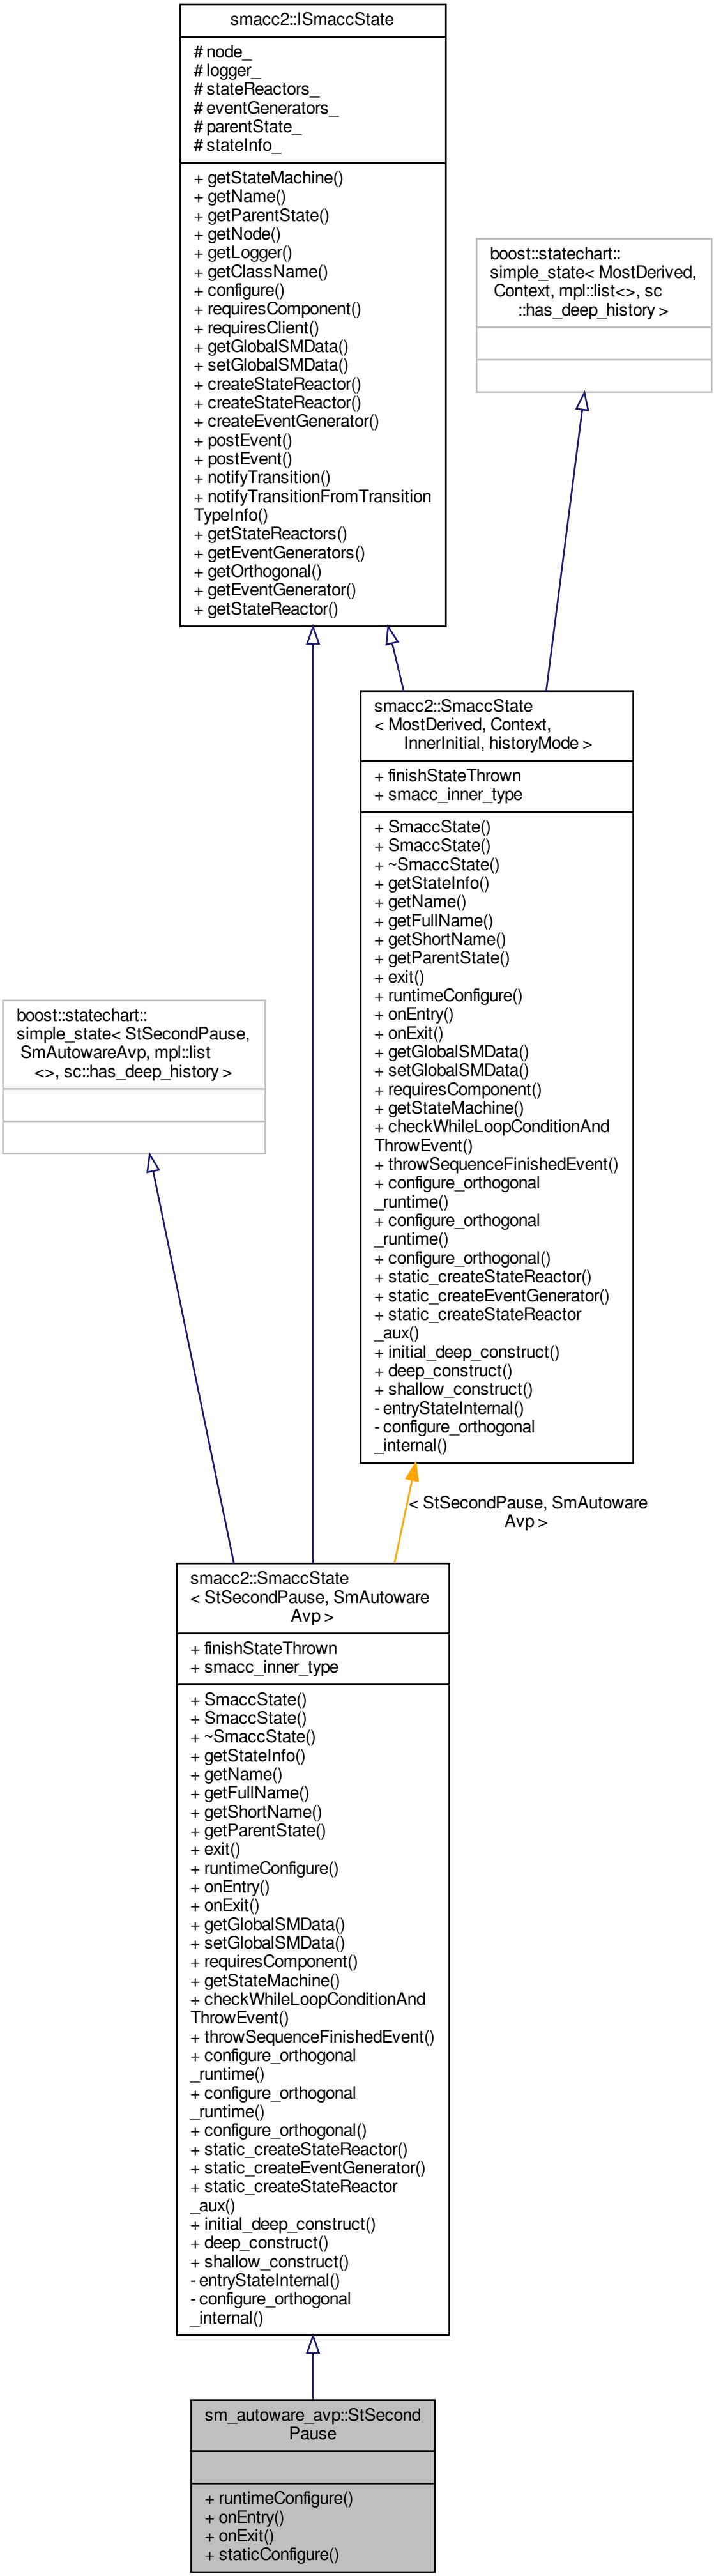 smacc2::ISmaccState
# node_
# logger_
# stateReactors_
# eventGenerators_
# parentState_
# stateInfo_
+ getStateMachine()
+ getName()
+ getParentState()
+ getNode()
+ getLogger()
+ getClassName()
+ configure()
+ requiresComponent()
+ requiresClient()
+ getGlobalSMData()
+ setGlobalSMData()
+ createStateReactor()
+ createStateReactor()
+ createEventGenerator()
+ postEvent()
+ postEvent()
+ notifyTransition()
+ notifyTransitionFromTransition
TypeInfo()
+ getStateReactors()
+ getEventGenerators()
+ getOrthogonal()
+ getEventGenerator()
+ getStateReactor()
boost::statechart::
simple_state< MostDerived,
Context, mpl::list<>, sc
::has_deep_history >
smacc2::SmaccState
< MostDerived, Context,
InnerInitial, historyMode >
+ finishStateThrown
+ smacc_inner_type
+ SmaccState()
+ SmaccState()
+ ~SmaccState()
+ getStateInfo()
+ getName()
+ getFullName()
+ getShortName()
+ getParentState()
+ exit()
+ runtimeConfigure()
+ onEntry()
+ onExit()
+ getGlobalSMData()
+ setGlobalSMData()
+ requiresComponent()
+ getStateMachine()
+ checkWhileLoopConditionAnd
ThrowEvent()
+ throwSequenceFinishedEvent()
+ configure_orthogonal
_runtime()
+ configure_orthogonal
_runtime()
+ configure_orthogonal()
+ static_createStateReactor()
+ static_createEventGenerator()
+ static_createStateReactor
_aux()
+ initial_deep_construct()
+ deep_construct()
+ shallow_construct()
- entryStateInternal()
- configure_orthogonal
_internal()
boost::statechart::
simple_state< StSecondPause,
SmAutowareAvp, mpl::list
<>, sc::has_deep_history >
< StSecondPause, SmAutoware
Avp >
smacc2::SmaccState
< StSecondPause, SmAutoware
Avp >
+ finishStateThrown
+ smacc_inner_type
+ SmaccState()
+ SmaccState()
+ ~SmaccState()
+ getStateInfo()
+ getName()
+ getFullName()
+ getShortName()
+ getParentState()
+ exit()
+ runtimeConfigure()
+ onEntry()
+ onExit()
+ getGlobalSMData()
+ setGlobalSMData()
+ requiresComponent()
+ getStateMachine()
+ checkWhileLoopConditionAnd
ThrowEvent()
+ throwSequenceFinishedEvent()
+ configure_orthogonal
_runtime()
+ configure_orthogonal
_runtime()
+ configure_orthogonal()
+ static_createStateReactor()
+ static_createEventGenerator()
+ static_createStateReactor
_aux()
+ initial_deep_construct()
+ deep_construct()
+ shallow_construct()
- entryStateInternal()
- configure_orthogonal
_internal()
sm_autoware_avp::StSecond
Pause
+ runtimeConfigure()
+ onEntry()
+ onExit()
+ staticConfigure()